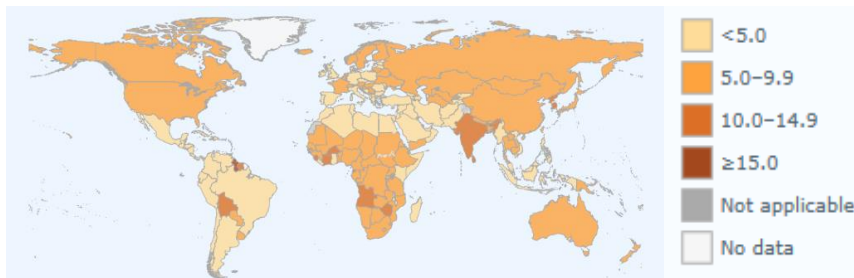 <5.0
5.0–9.9
10.0–14.9
≥15.0
Not applicable
No data